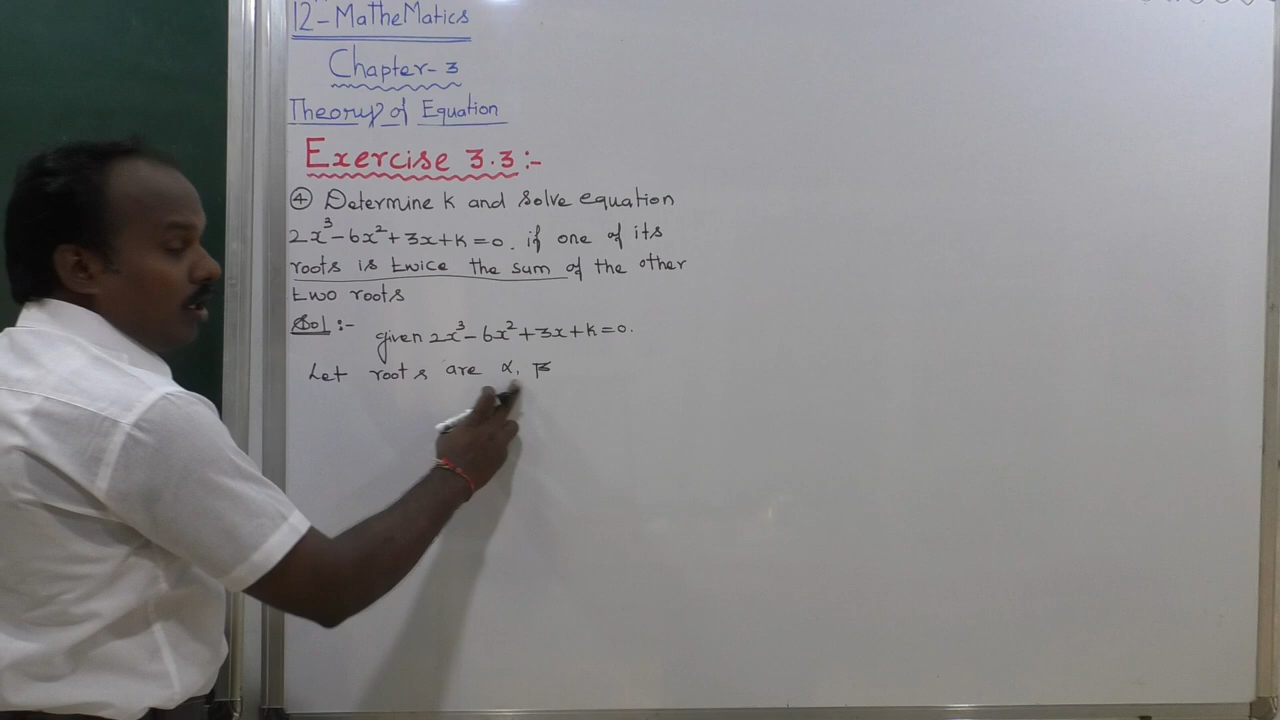 12-MatheMatics
Chapter-3
Theory of Equation
Exercise 3.3:-
④ Determine k and solve equation
2x³-6x²+3x+k=0. if one of its
roots is twice the sum of the other
two roots
Sol :-
given 2x³-6x²+3x+k=0.
Let roots are α, β